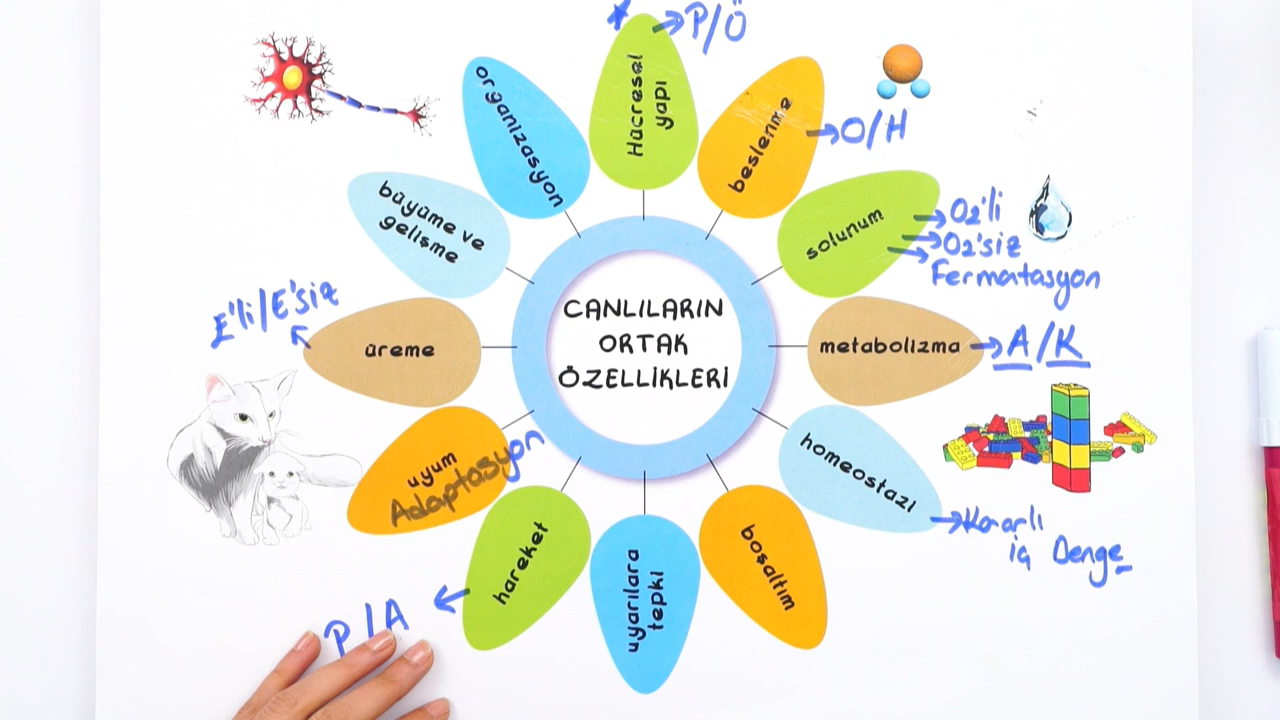 CANLILARIN
ORTAK
ÖZELLİKLERİ
Hücresel
yapı
P/Ö
beslenme
O/H
solunum
O2'li
O2'siz
Fermatasyon
metabolizma
A/K
homeostazi
Kararlı
iç Denge
boşaltım
uyarılara
tepki
hareket
P/A
uyum
Adaptasyon
üreme
E'li/E'siz
büyüme ve
gelişme
organizasyon